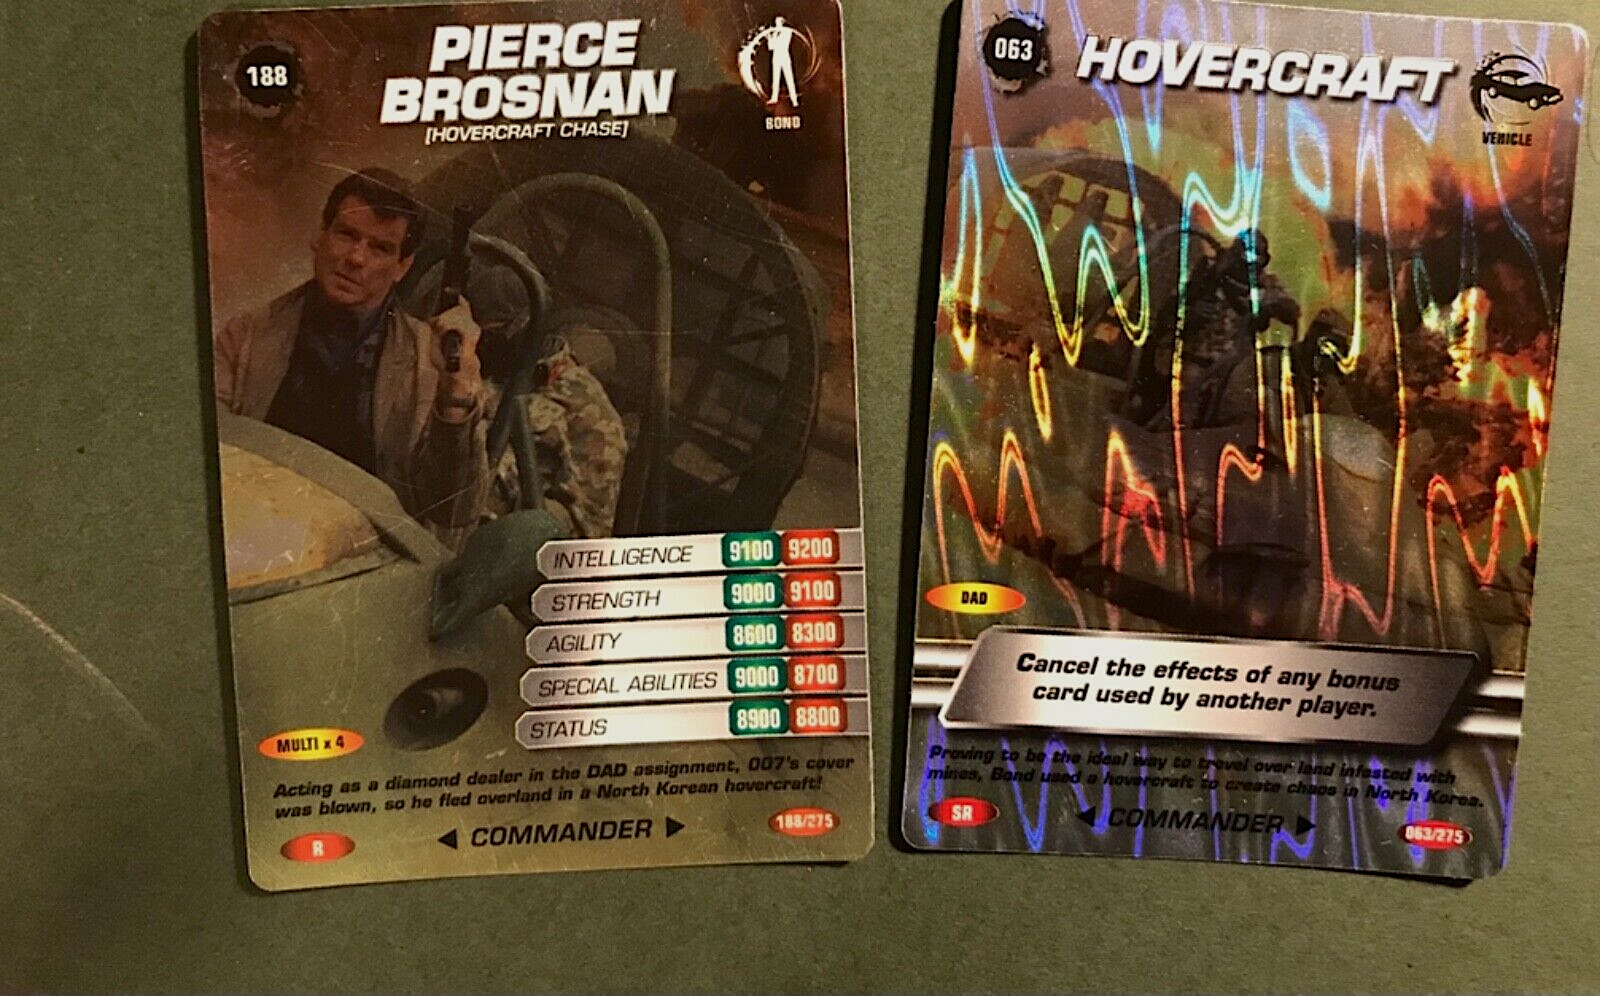 188
PIERCE
BROSNAN
[HOVERCRAFT CHASE]
BOND
INTELLIGENCE 9100 9200
STRENGTH 9000 9100
AGILITY 8600 8300
SPECIAL ABILITIES 9000 8700
STATUS 8900 8800
MULTI x 4
Acting as a diamond dealer in the DAD assignment, 007's cover
was blown, so he fled overland in a North Korean hovercraft!
R
◀ COMMANDER ▶
188/275
063
HOVERCRAFT
VEHICLE
DAD
Cancel the effects of any bonus
card used by another player.
Proving to be the ideal way to travel over land infested with
mines, Bond used a hovercraft to create chaos in North Korea.
SR
◀ COMMANDER ▶
063/275